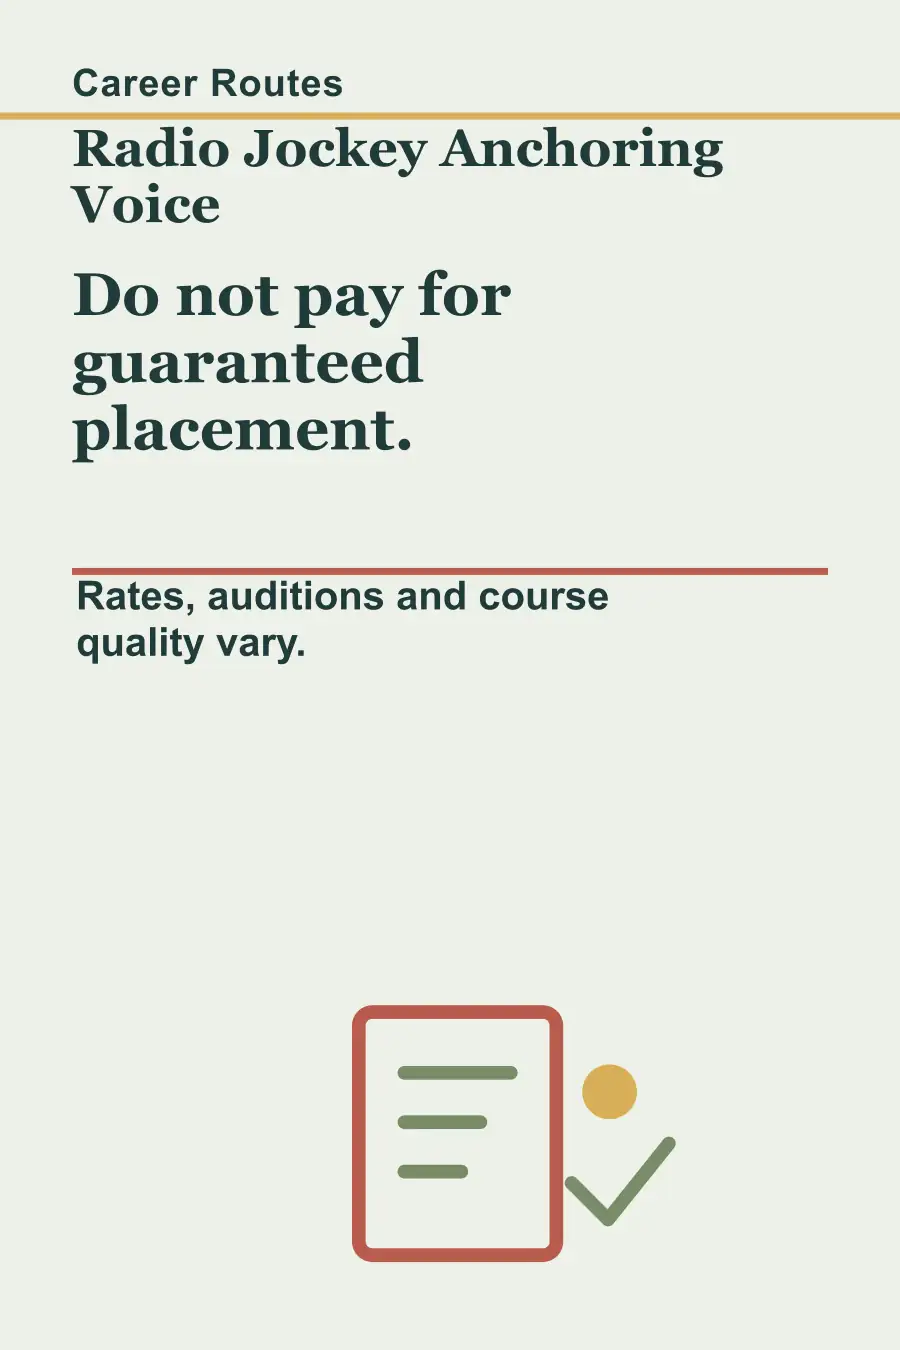 Career Routes
Radio Jockey Anchoring
Voice
Do not pay for
guaranteed
placement.
Rates, auditions and course
quality vary.